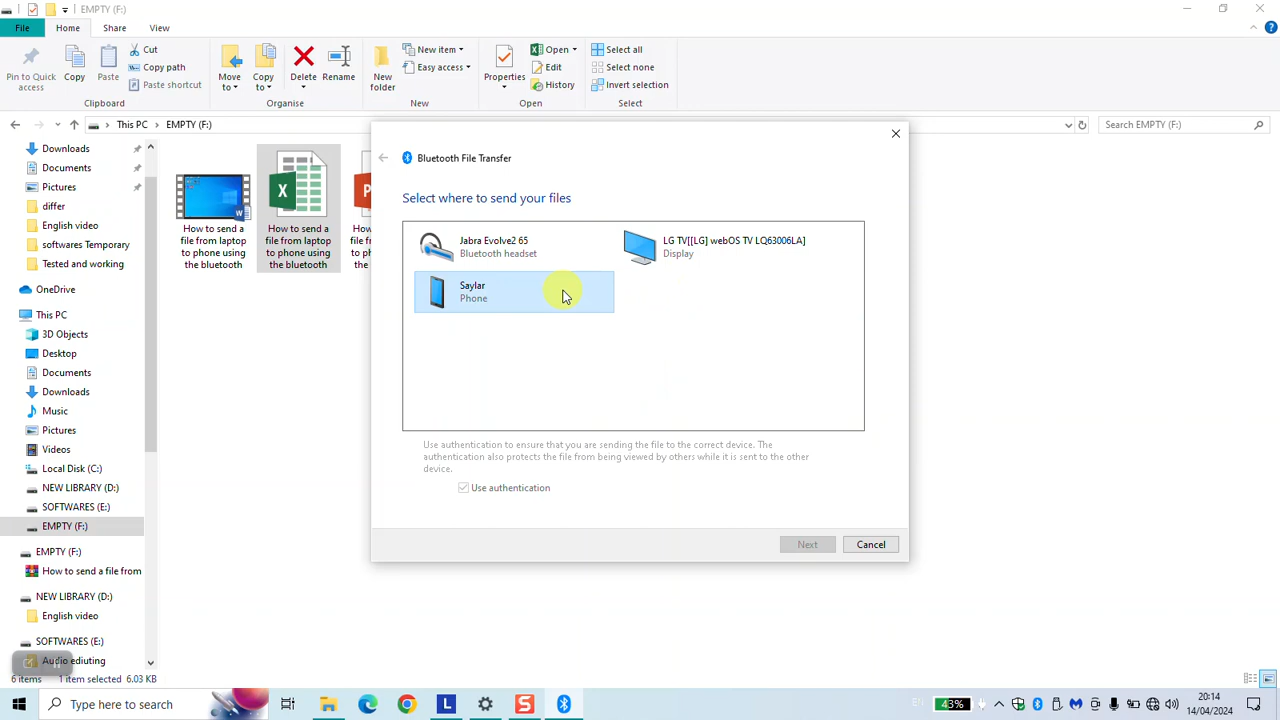 EMPTY (F:)
File
Home
Share
View
Pin to Quick
access
Copy
Paste
Cut
Copy path
Paste shortcut
Clipboard
Move
to
Copy
to
Delete
Rename
Organise
New
folder
New item
Easy access
New
Properties
Open
Edit
History
Open
Select all
Select none
Invert selection
Select
This PC
EMPTY (F:)
Search EMPTY (F:)
Downloads
Documents
Pictures
differ
English video
softwares Temporary
Tested and working
OneDrive
This PC
3D Objects
Desktop
Documents
Downloads
Music
Pictures
Videos
Local Disk (C:)
NEW LIBRARY (D:)
SOFTWARES (E:)
EMPTY (F:)
EMPTY (F:)
How to send a file from
NEW LIBRARY (D:)
English video
SOFTWARES (E:)
Audio ediuting
How to send a
file from laptop
to phone using
the bluetooth
How to send a
file from laptop
to phone using
the bluetooth
Bluetooth File Transfer
Select where to send your files
Jabra Evolve2 65
Bluetooth headset
LG TV[[LG] webOS TV LQ63006LA]
Display
Saylar
Phone
Use authentication to ensure that you are sending the file to the correct device. The
authentication also protects the file from being viewed by others while it is sent to the other
device.
Use authentication
Next
Cancel
6 items
1 item selected 6.03 KB
Type here to search
43%
20:14
14/04/2024